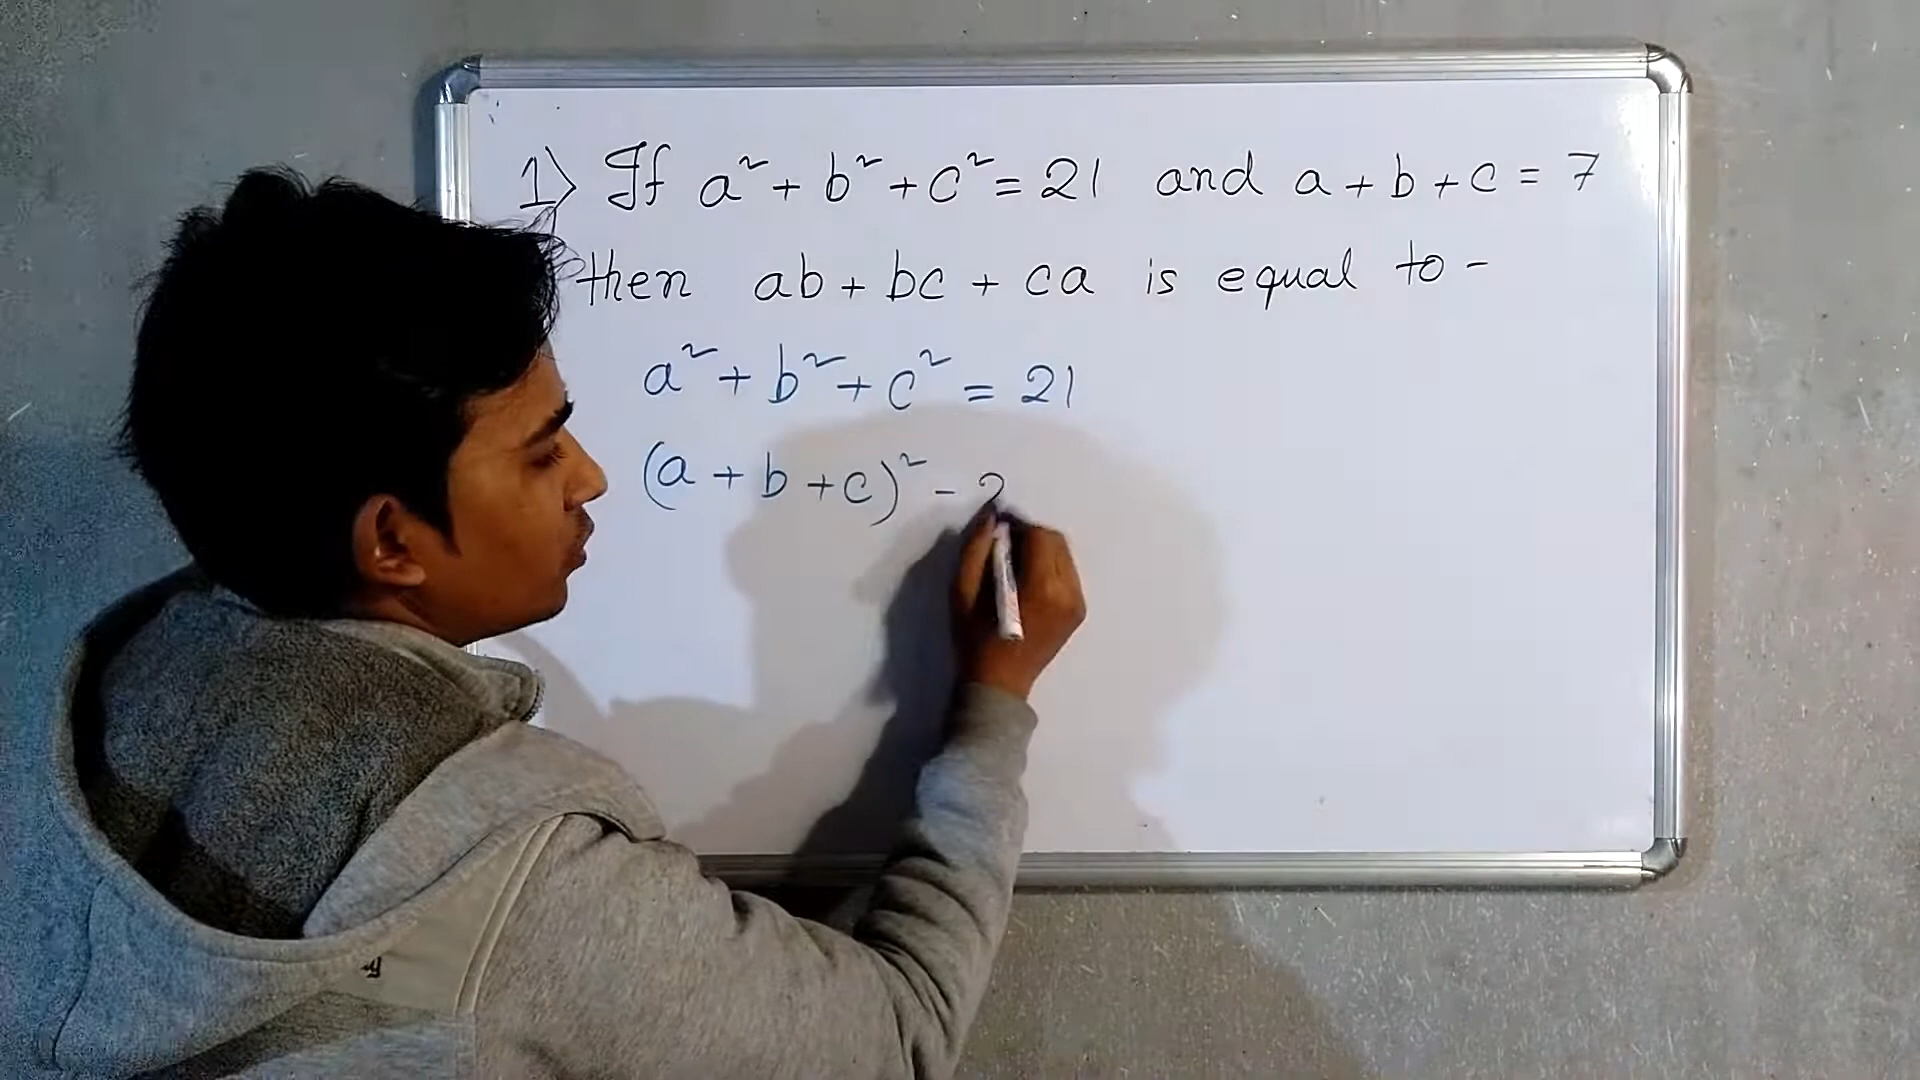 1) If a² + b² + c² = 21 and a + b + c = 7
then ab + bc + ca is equal to -
a² + b² + c² = 21
(a + b + c)² - 2